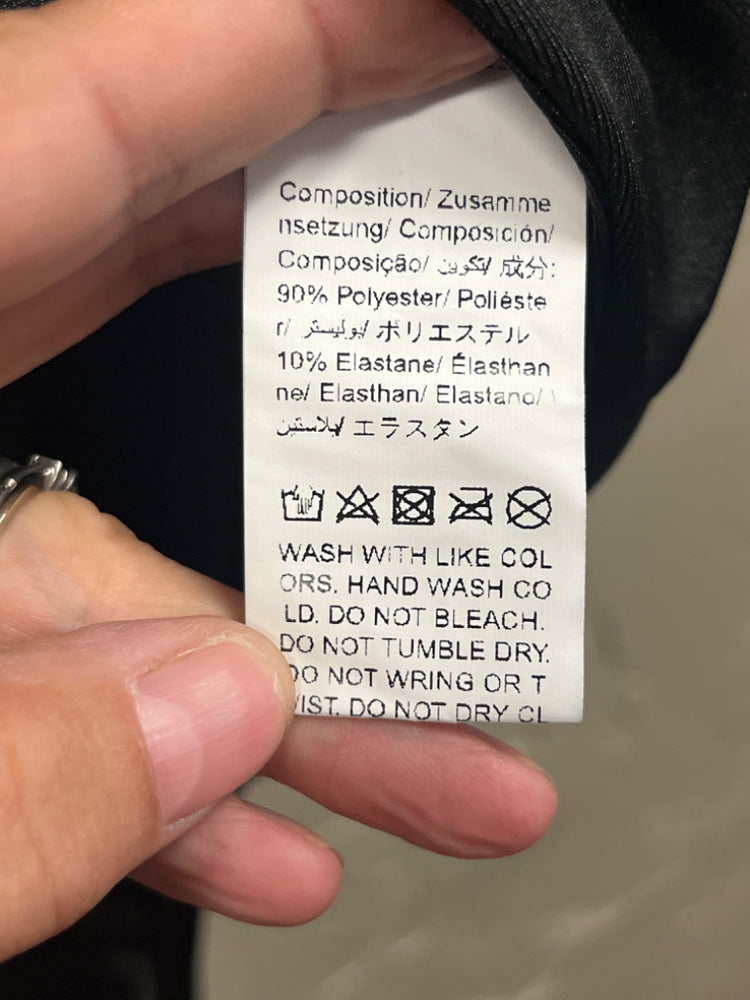 Composition/ Zusamme
nsetzung/ Composición/
Composição/ تكوين/ 成分:
90% Polyester/ Poliéste
r/ بوليستر/ ポリエステル
10% Elastane/ Élasthan
ne/ Elasthan/ Elastano/
إيلاستين/ エラスタン
WASH WITH LIKE COL
ORS. HAND WASH CO
LD. DO NOT BLEACH.
DO NOT TUMBLE DRY.
DO NOT WRING OR T
WIST. DO NOT DRY CL